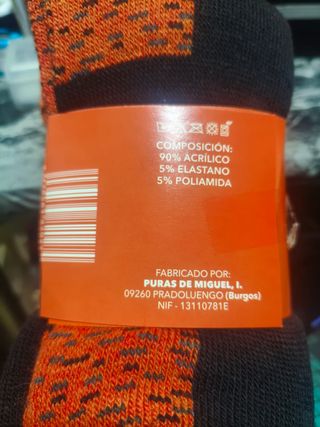 COMPOSICIÓN:
90% ACRÍLICO
5% ELASTANO
5% POLIAMIDA
FABRICADO POR:
PURAS DE MIGUEL, I.
09260 PRADOLUENGO (Burgos)
NIF - 13110781E